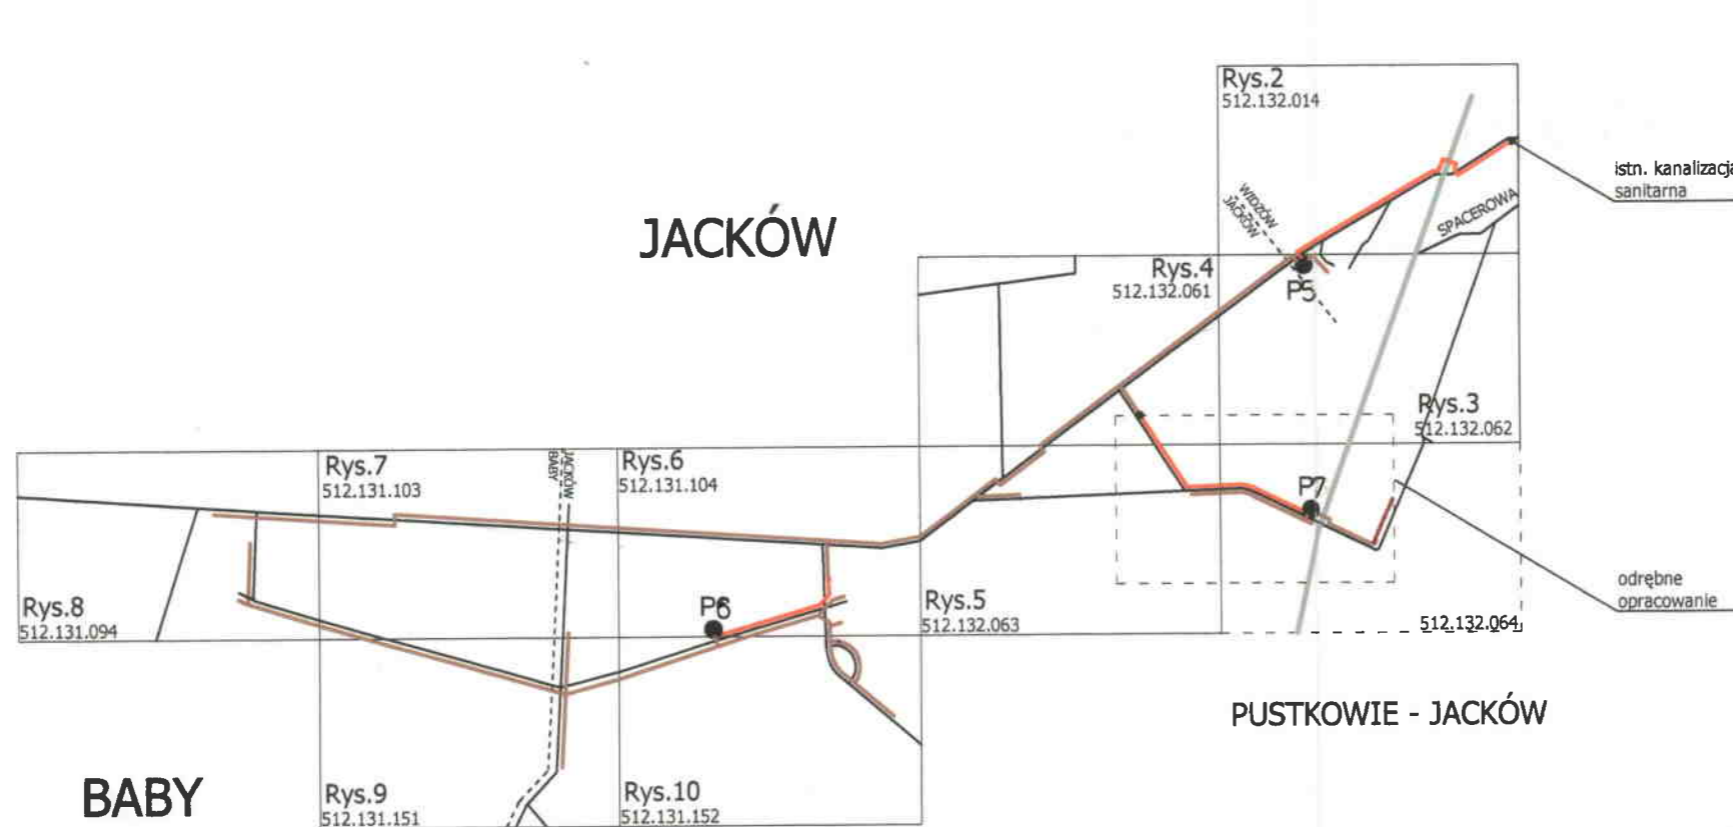 Rys.2
512.132.014
istn. kanalizacja
sanitarna
WIDZÓW
JACKÓW
SPACEROWA
JACKÓW
Rys.4
512.132.061
P5
Rys.3
512.132.062
Rys.7
512.131.103
JACKÓW
BABY
Rys.6
512.131.104
P7
Rys.8
512.131.094
P6
Rys.5
512.132.063
odrębne
opracowanie
512.132.064
PUSTKOWIE - JACKÓW
BABY
Rys.9
512.131.151
Rys.10
512.131.152